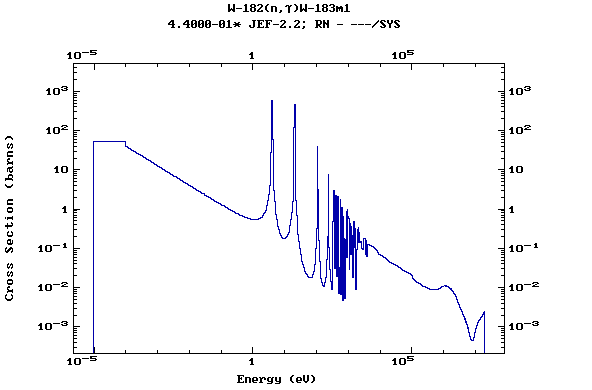 W-182(n,γ)W-183m1
4.4000-01* JEF-2.2; RN - ---/SYS
10⁻⁵ 1 10⁵
10³ 10³
10² 10²
10 10
1 1
10⁻¹ 10⁻¹
10⁻² 10⁻²
10⁻³ 10⁻³
Cross Section (barns)
10⁻⁵ 1 10⁵
Energy (eV)